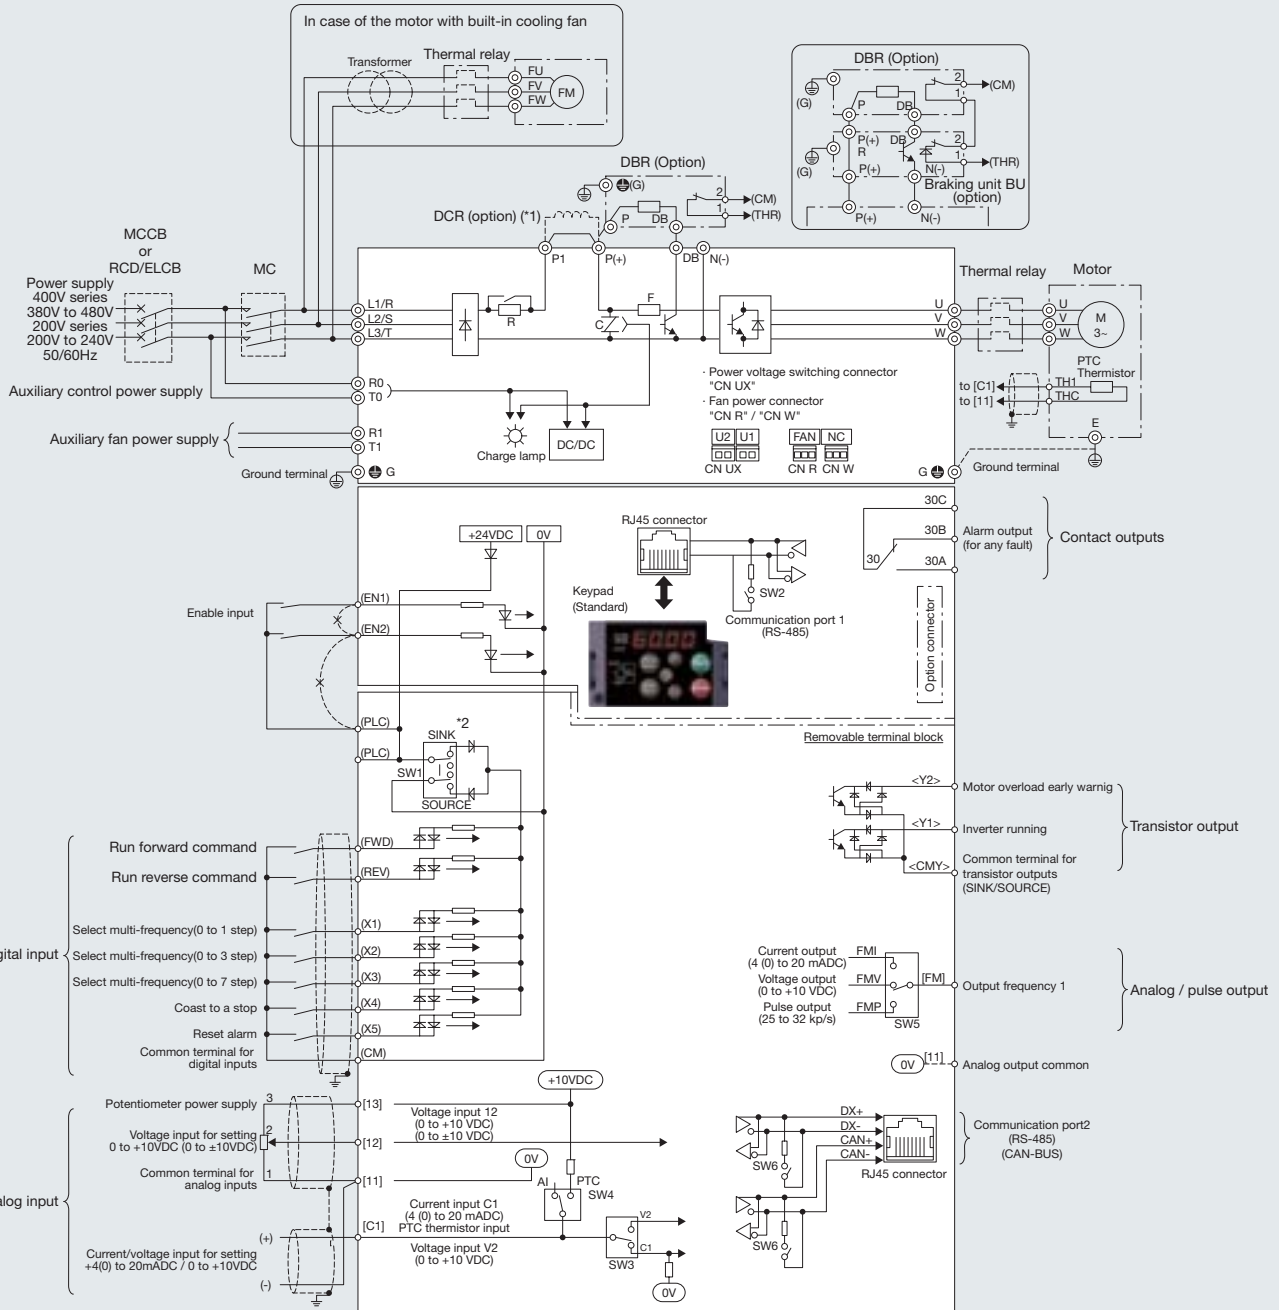 In case of the motor with built-in cooling fan
Transformer
Thermal relay
FU
FV
FW
FM
DBR (Option)
(G)
P
DB
2
1
(CM)
P(+)
R
DB
2
1
(THR)
(G)
P(+)
N(-)
Braking unit BU
(option)
P(+)
N(-)
DBR (Option)
(G)
DCR (option) (*1)
P
DB
2
1
(CM)
(THR)
P1
P(+)
DB
N(-)
MCCB
or
RCD/ELCB
MC
Power supply
400V series
380V to 480V
200V series
200V to 240V
50/60Hz
L1/R
L2/S
L3/T
R
C
F
U
V
W
Thermal relay
Motor
U
V
W
M
3~
PTC
Thermistor
to [C1]
to [11]
TH1
THC
E
Auxiliary control power supply
R0
T0
Auxiliary fan power supply
R1
T1
Ground terminal
G
Charge lamp
DC/DC
· Power voltage switching connector
"CN UX"
· Fan power connector
"CN R" / "CN W"
U2 U1
FAN NC
CN UX
CN R CN W
G
Ground terminal
+24VDC
0V
RJ45 connector
SW2
Keypad
(Standard)
Communication port 1
(RS-485)
60.00
30C
30B
30
30A
Alarm output
(for any fault)
Contact outputs
Option connector
Enable input
(EN1)
(EN2)
(PLC)
(PLC)
SINK
*2
SW1
SOURCE
Removable terminal block
<Y2>
Motor overload early warnig
<Y1>
Inverter running
<CMY>
Common terminal for
transistor outputs
(SINK/SOURCE)
Transistor output
gital input
Run forward command
(FWD)
Run reverse command
(REV)
Select multi-frequency(0 to 1 step)
(X1)
Select multi-frequency(0 to 3 step)
(X2)
Select multi-frequency(0 to 7 step)
(X3)
Coast to a stop
(X4)
Reset alarm
(X5)
Common terminal for
digital inputs
(CM)
Current output
(4 (0) to 20 mADC)
FMI
Voltage output
(0 to +10 VDC)
FMV
Pulse output
(25 to 32 kp/s)
FMP
SW5
[FM]
Output frequency 1
Analog / pulse output
0V
[11]
Analog output common
alog input
Potentiometer power supply
3
[13]
Voltage input for setting
0 to +10VDC (0 to ±10VDC)
2
[12]
Common terminal for
analog inputs
1
[11]
+10VDC
Voltage input 12
(0 to +10 VDC)
(0 to ±10 VDC)
0V
AI
PTC
SW4
[C1]
Current input C1
(4 (0) to 20 mADC)
PTC thermistor input
Voltage input V2
(0 to +10 VDC)
V2
C1
SW3
0V
(+)
Current/voltage input for setting
+4(0) to 20mADC / 0 to +10VDC
(-)
DX+
DX-
CAN+
CAN-
SW6
RJ45 connector
SW6
Communication port2
(RS-485)
(CAN-BUS)